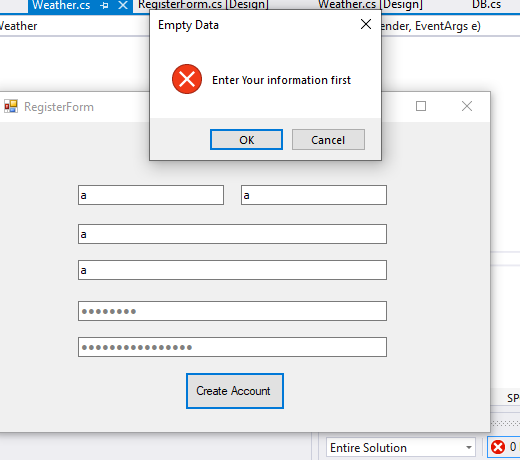 Weather.cs
RegisterForm.cs [Design]
Weather.cs [Design]
DB.cs
Weather
ender, EventArgs e)
Empty Data
Enter Your information first
OK
Cancel
RegisterForm
a
a
a
a
Create Account
SP
Entire Solution
0